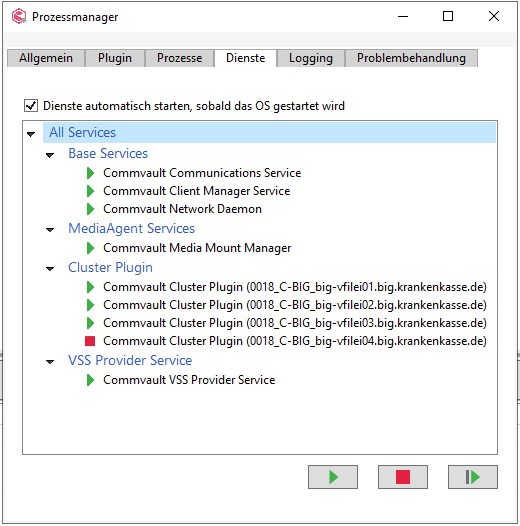 Prozessmanager
Allgemein Plugin Prozesse Dienste Logging Problembehandlung
Dienste automatisch starten, sobald das OS gestartet wird
All Services
Base Services
Commvault Communications Service
Commvault Client Manager Service
Commvault Network Daemon
MediaAgent Services
Commvault Media Mount Manager
Cluster Plugin
Commvault Cluster Plugin (0018_C-BIG_big-vfilei01.big.krankenkasse.de)
Commvault Cluster Plugin (0018_C-BIG_big-vfilei02.big.krankenkasse.de)
Commvault Cluster Plugin (0018_C-BIG_big-vfilei03.big.krankenkasse.de)
Commvault Cluster Plugin (0018_C-BIG_big-vfilei04.big.krankenkasse.de)
VSS Provider Service
Commvault VSS Provider Service